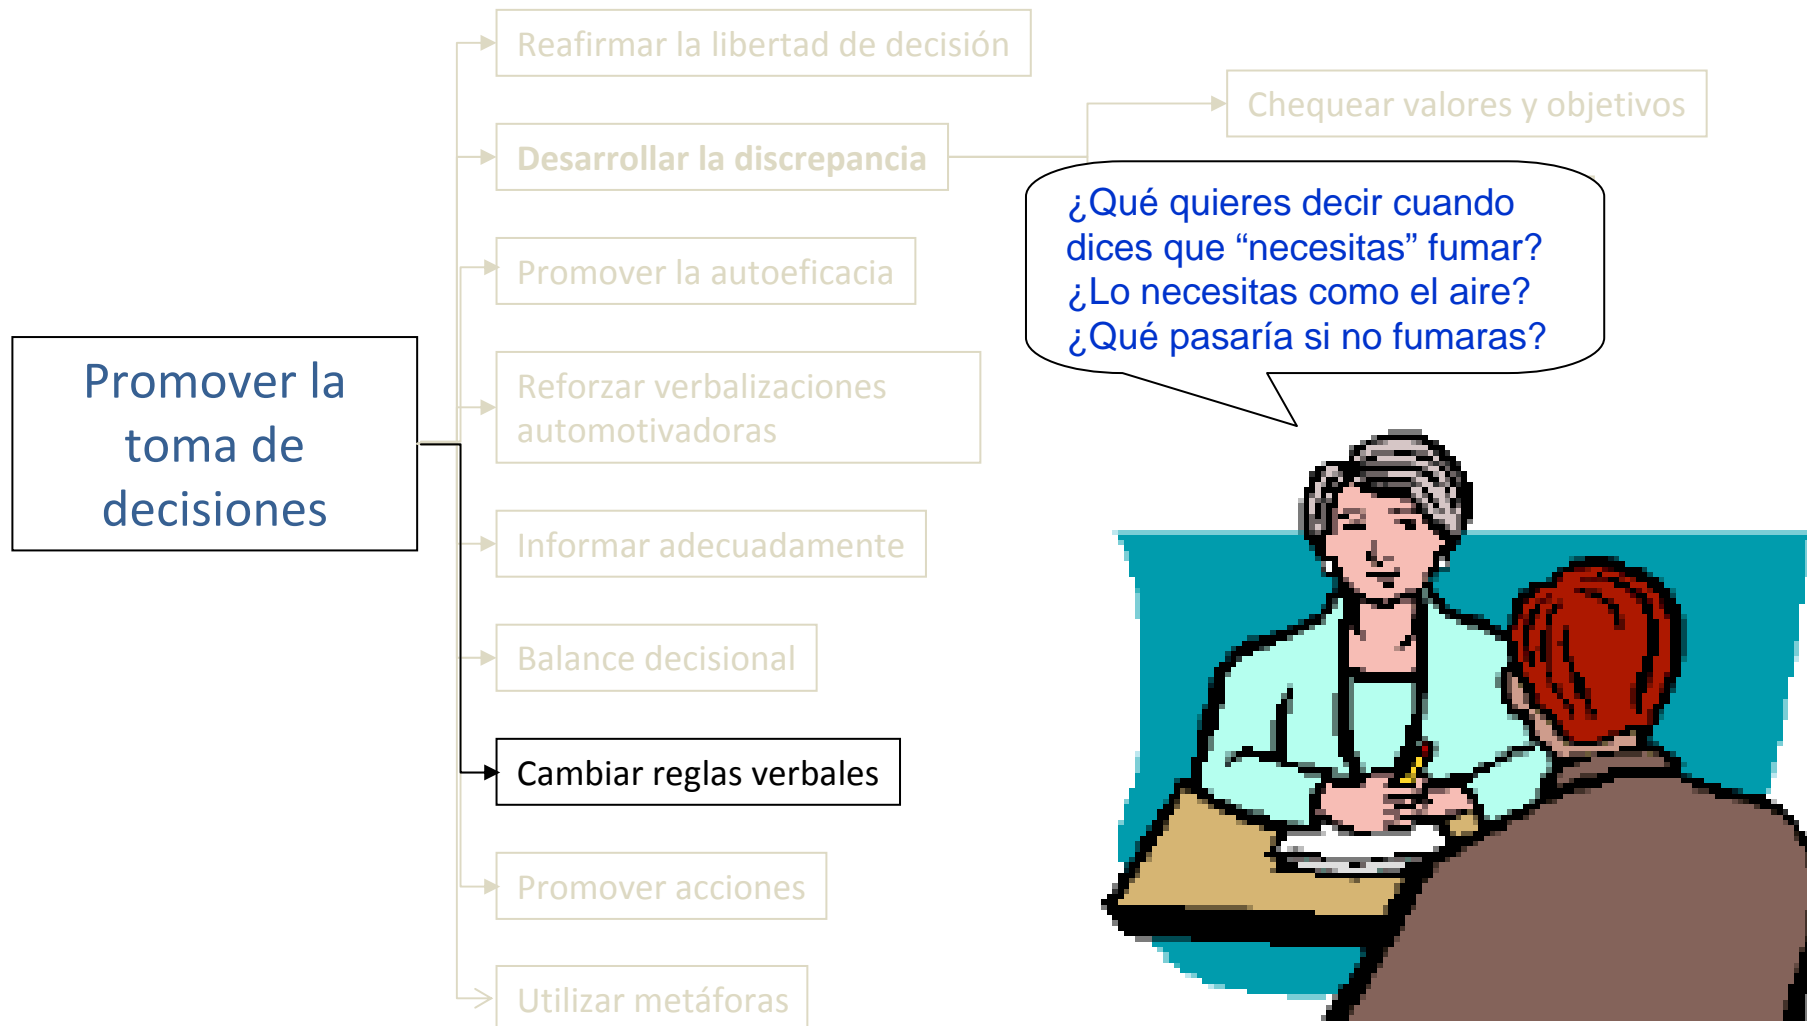 Reafirmar la libertad de decisión
Chequear valores y objetivos
Desarrollar la discrepancia
¿Qué quieres decir cuando
dices que “necesitas” fumar?
¿Lo necesitas como el aire?
¿Qué pasaría si no fumaras?
Promover la autoeficacia
Promover la
toma de
decisiones
Reforzar verbalizaciones
automotivadoras
Informar adecuadamente
Balance decisional
Cambiar reglas verbales
Promover acciones
Utilizar metáforas